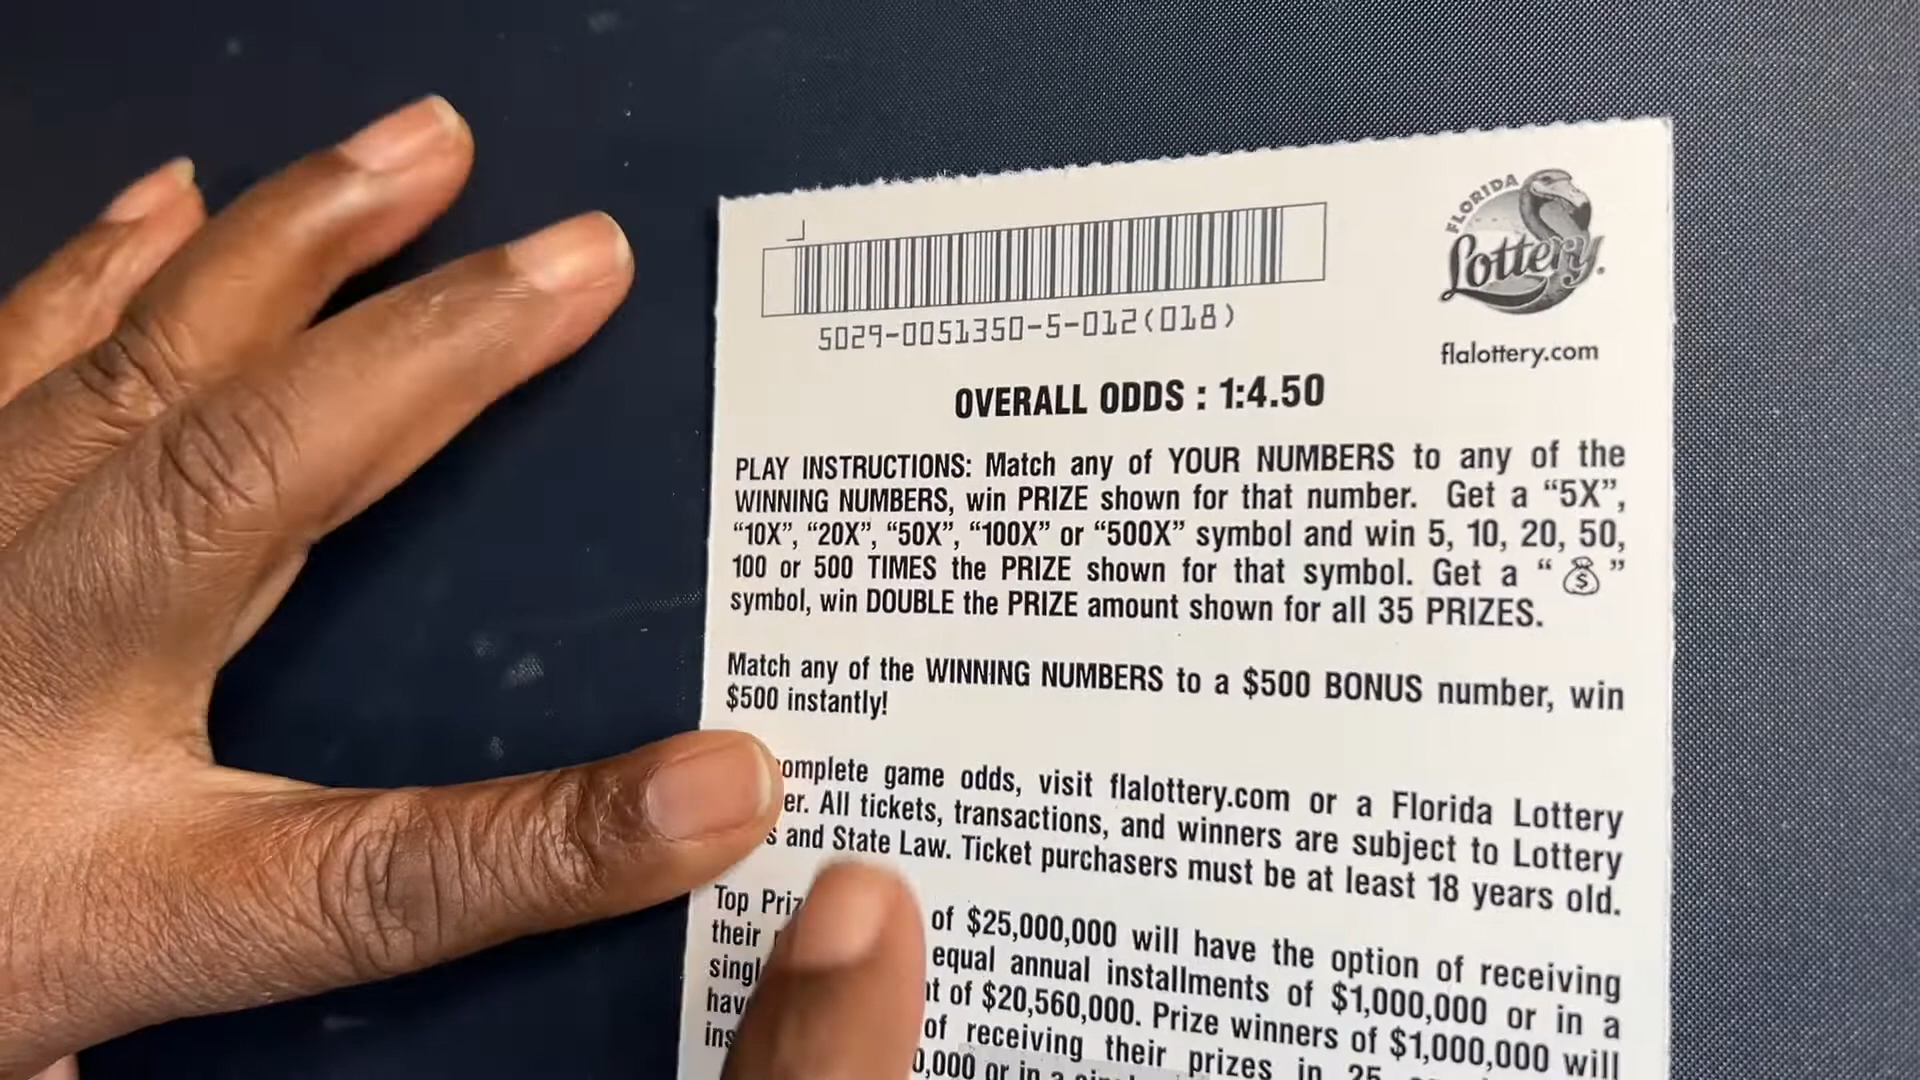 FLORIDA
Lottery.
flalottery.com
5029-0051350-5-012(018)
OVERALL ODDS : 1:4.50
PLAY INSTRUCTIONS: Match any of YOUR NUMBERS to any of the
WINNING NUMBERS, win PRIZE shown for that number. Get a “5X”,
“10X”, “20X”, “50X”, “100X” or “500X” symbol and win 5, 10, 20, 50,
100 or 500 TIMES the PRIZE shown for that symbol. Get a “ ”
symbol, win DOUBLE the PRIZE amount shown for all 35 PRIZES.
Match any of the WINNING NUMBERS to a $500 BONUS number, win
$500 instantly!
omplete game odds, visit flalottery.com or a Florida Lottery
er. All tickets, transactions, and winners are subject to Lottery
s and State Law. Ticket purchasers must be at least 18 years old.
Top Priz of $25,000,000 will have the option of receiving
their equal annual installments of $1,000,000 or in a
singl t of $20,560,000. Prize winners of $1,000,000 will
hav of receiving their prizes in 25
ins 0,000 or in a